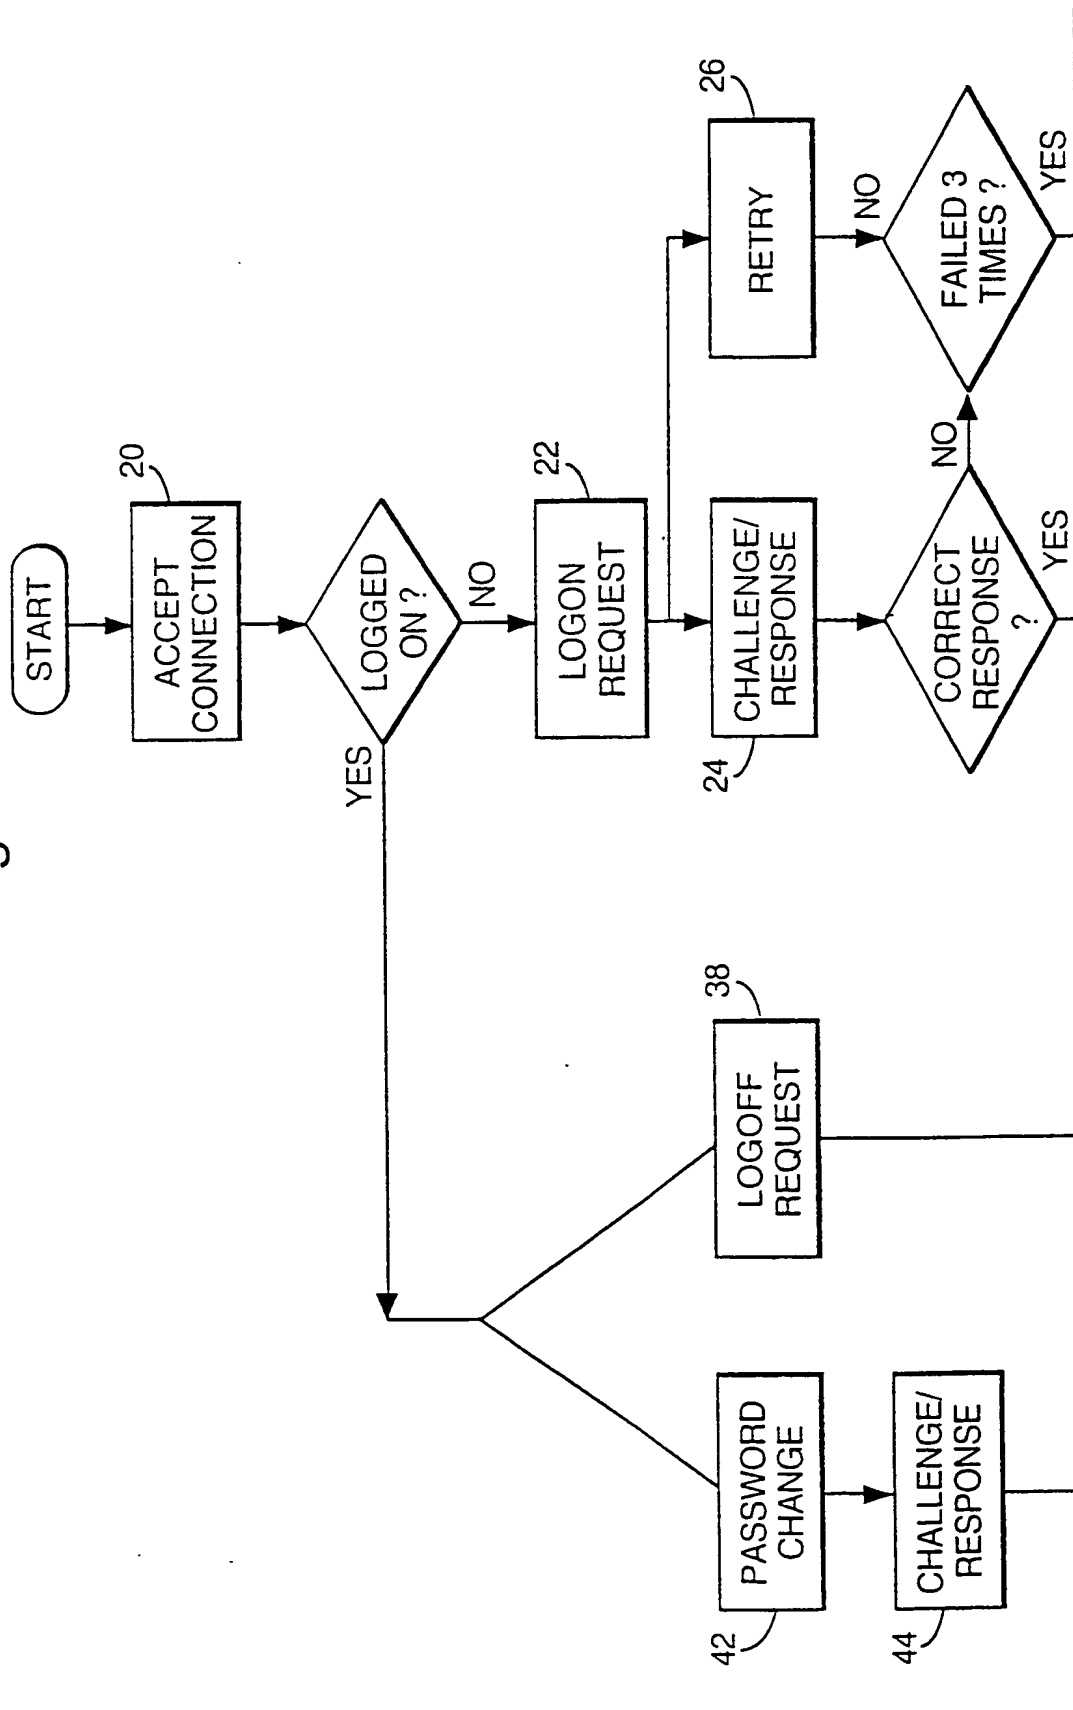 START
20
ACCEPT
CONNECTION
LOGGED
ON ?
YES
NO
22
LOGON
REQUEST
26
RETRY
24
CHALLENGE/
RESPONSE
NO
FAILED 3
TIMES ?
YES
CORRECT
RESPONSE
?
NO
YES
38
LOGOFF
REQUEST
42
PASSWORD
CHANGE
44
CHALLENGE/
RESPONSE